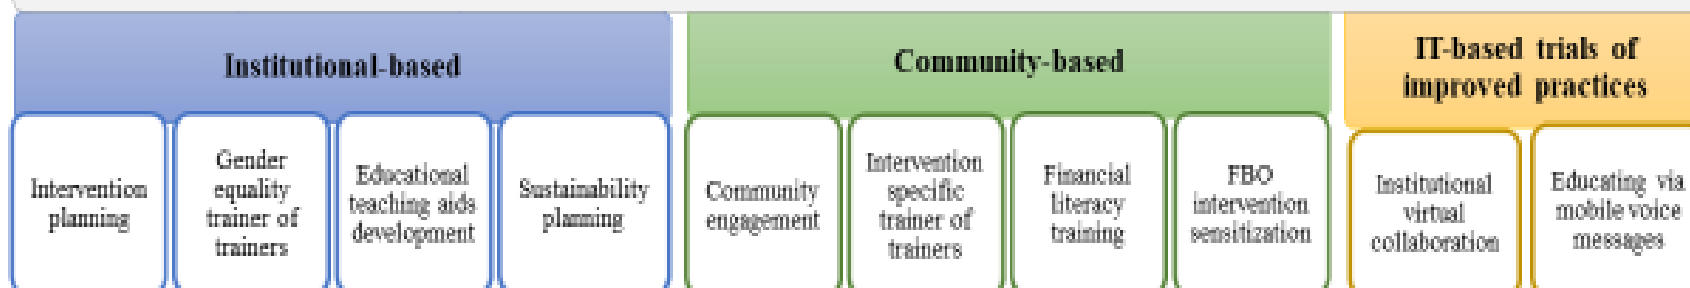 Institutional-based
Intervention
planning
Gender
equality
trainer of
trainers
Educational
teaching aids
development
Sustainability
planning
Community-based
Community
engagement
Intervention
specific
trainer of
trainers
Financial
literacy
training
FBO
intervention
sensitization
IT-based trials of
improved practices
Institutional
virtual
collaboration
Educating via
mobile voice
messages